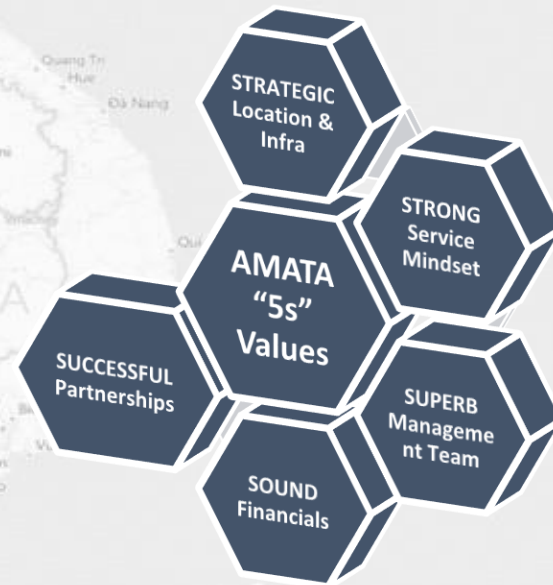 Quang Tri
Hue
Đà Nang
STRATEGIC
Location &
Infra
STRONG
Service
Mindset
AMATA
“5s”
Values
SUCCESSFUL
Partnerships
SUPERB
Manageme
nt Team
SOUND
Financials